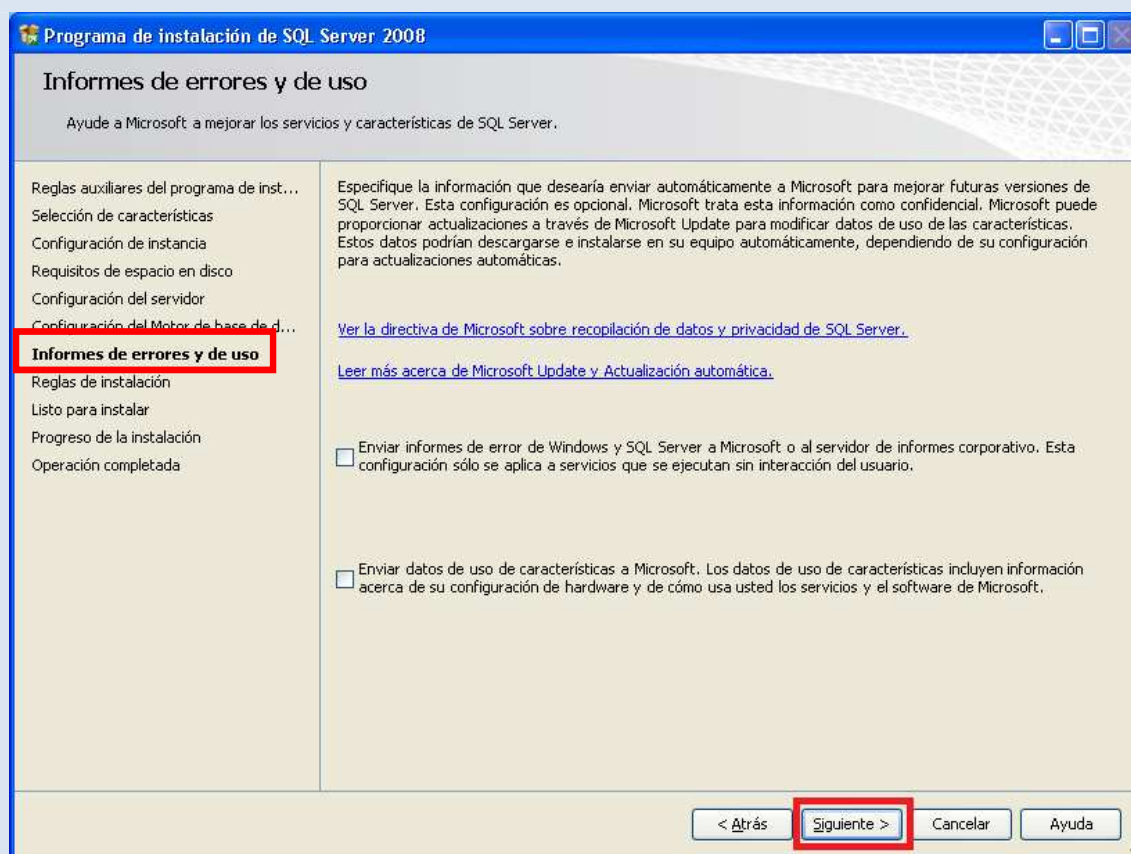 Programa de instalación de SQL Server 2008
Informes de errores y de uso
Ayude a Microsoft a mejorar los servicios y características de SQL Server.
Reglas auxiliares del programa de inst...
Selección de características
Configuración de instancia
Requisitos de espacio en disco
Configuración del servidor
Configuración del Motor de base de d...
Informes de errores y de uso
Reglas de instalación
Listo para instalar
Progreso de la instalación
Operación completada
Especifique la información que desearía enviar automáticamente a Microsoft para mejorar futuras versiones de
SQL Server. Esta configuración es opcional. Microsoft trata esta información como confidencial. Microsoft puede
proporcionar actualizaciones a través de Microsoft Update para modificar datos de uso de las características.
Estos datos podrían descargarse e instalarse en su equipo automáticamente, dependiendo de su configuración
para actualizaciones automáticas.
Ver la directiva de Microsoft sobre recopilación de datos y privacidad de SQL Server.
Leer más acerca de Microsoft Update y Actualización automática.
Enviar informes de error de Windows y SQL Server a Microsoft o al servidor de informes corporativo. Esta
configuración sólo se aplica a servicios que se ejecutan sin interacción del usuario.
Enviar datos de uso de características a Microsoft. Los datos de uso de características incluyen información
acerca de su configuración de hardware y de cómo usa usted los servicios y el software de Microsoft.
< Atrás
Siguiente >
Cancelar
Ayuda